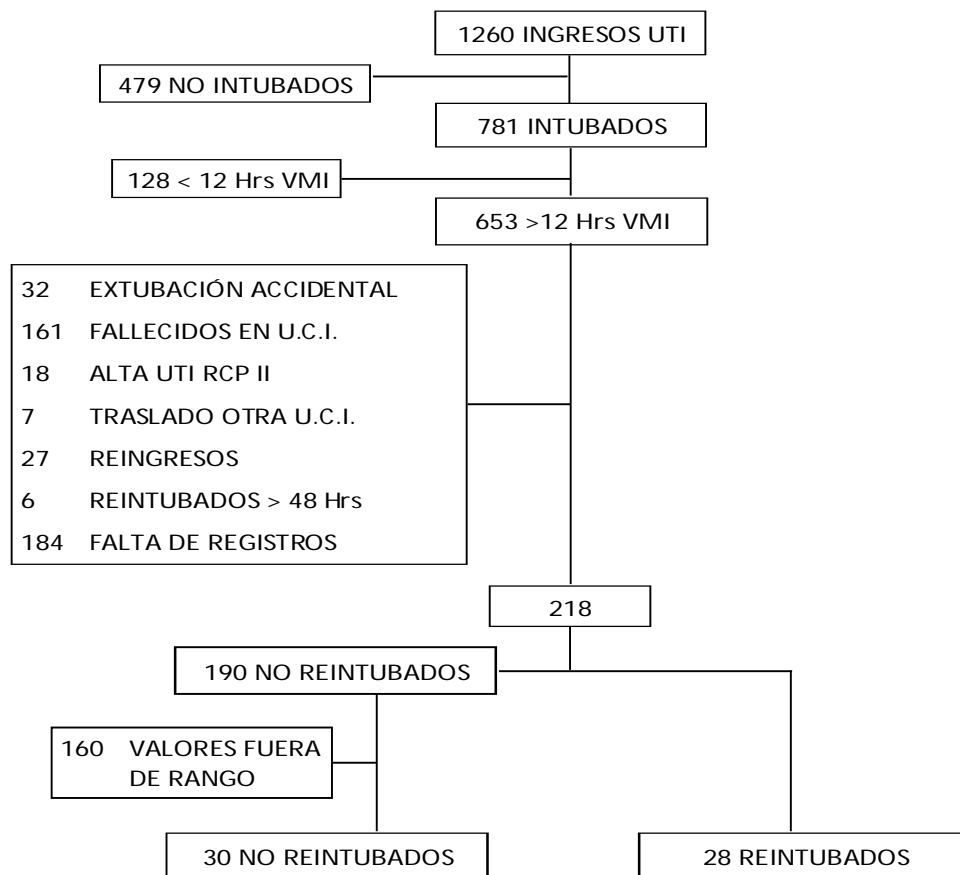 1260 INGRESOS UTI
479 NO INTUBADOS
781 INTUBADOS
128 < 12 Hrs VMI
653 >12 Hrs VMI
32 EXTUBACIÓN ACCIDENTAL
161 FALLECIDOS EN U.C.I.
18 ALTA UTI RCP II
7 TRASLADO OTRA U.C.I.
27 REINGRESOS
6 REINTUBADOS > 48 Hrs
184 FALTA DE REGISTROS
218
190 NO REINTUBADOS
160 VALORES FUERA
DE RANGO
30 NO REINTUBADOS
28 REINTUBADOS